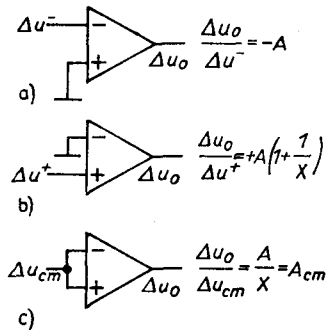 Δu⁻ − + Δu₀ Δu₀/Δu⁻ = −A
a)
Δu⁺ − + Δu₀ Δu₀/Δu⁺ = +A(1+1/X)
b)
Δu_cm − + Δu₀ Δu₀/Δu_cm = A/X = A_cm
c)